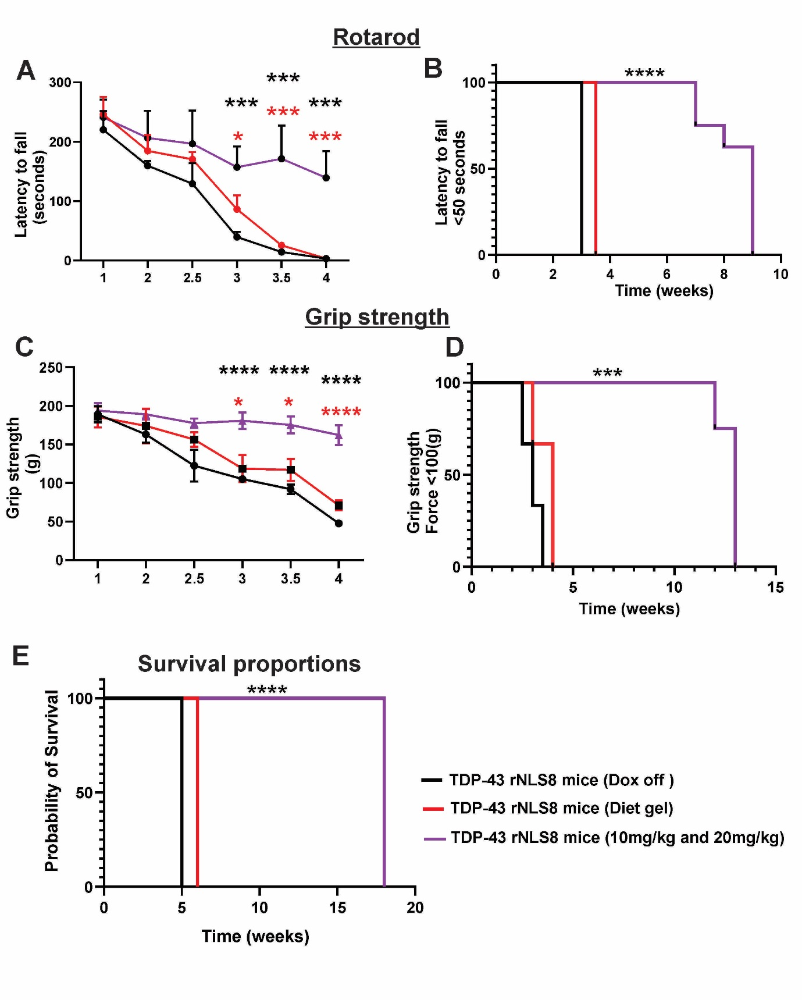 Rotarod
A
300
200
100
0
Latency to fall
(seconds)
***
***
***
***
*
***
1 2 2.5 3 3.5 4
B
****
100
50
0
Latency to fall
<50 seconds
0 2 4 6 8 10
Time (weeks)
Grip strength
C
250
200
150
100
50
0
Grip strength
(g)
**** **** ****
* * ****
1 2 2.5 3 3.5 4
D
***
100
50
0
Grip strength
Force <100(g)
0 5 10 15
Time (weeks)
E
Survival proportions
****
100
50
0
Probability of Survival
0 5 10 15 20
Time (weeks)
TDP-43 rNLS8 mice (Dox off )
TDP-43 rNLS8 mice (Diet gel)
TDP-43 rNLS8 mice (10mg/kg and 20mg/kg)